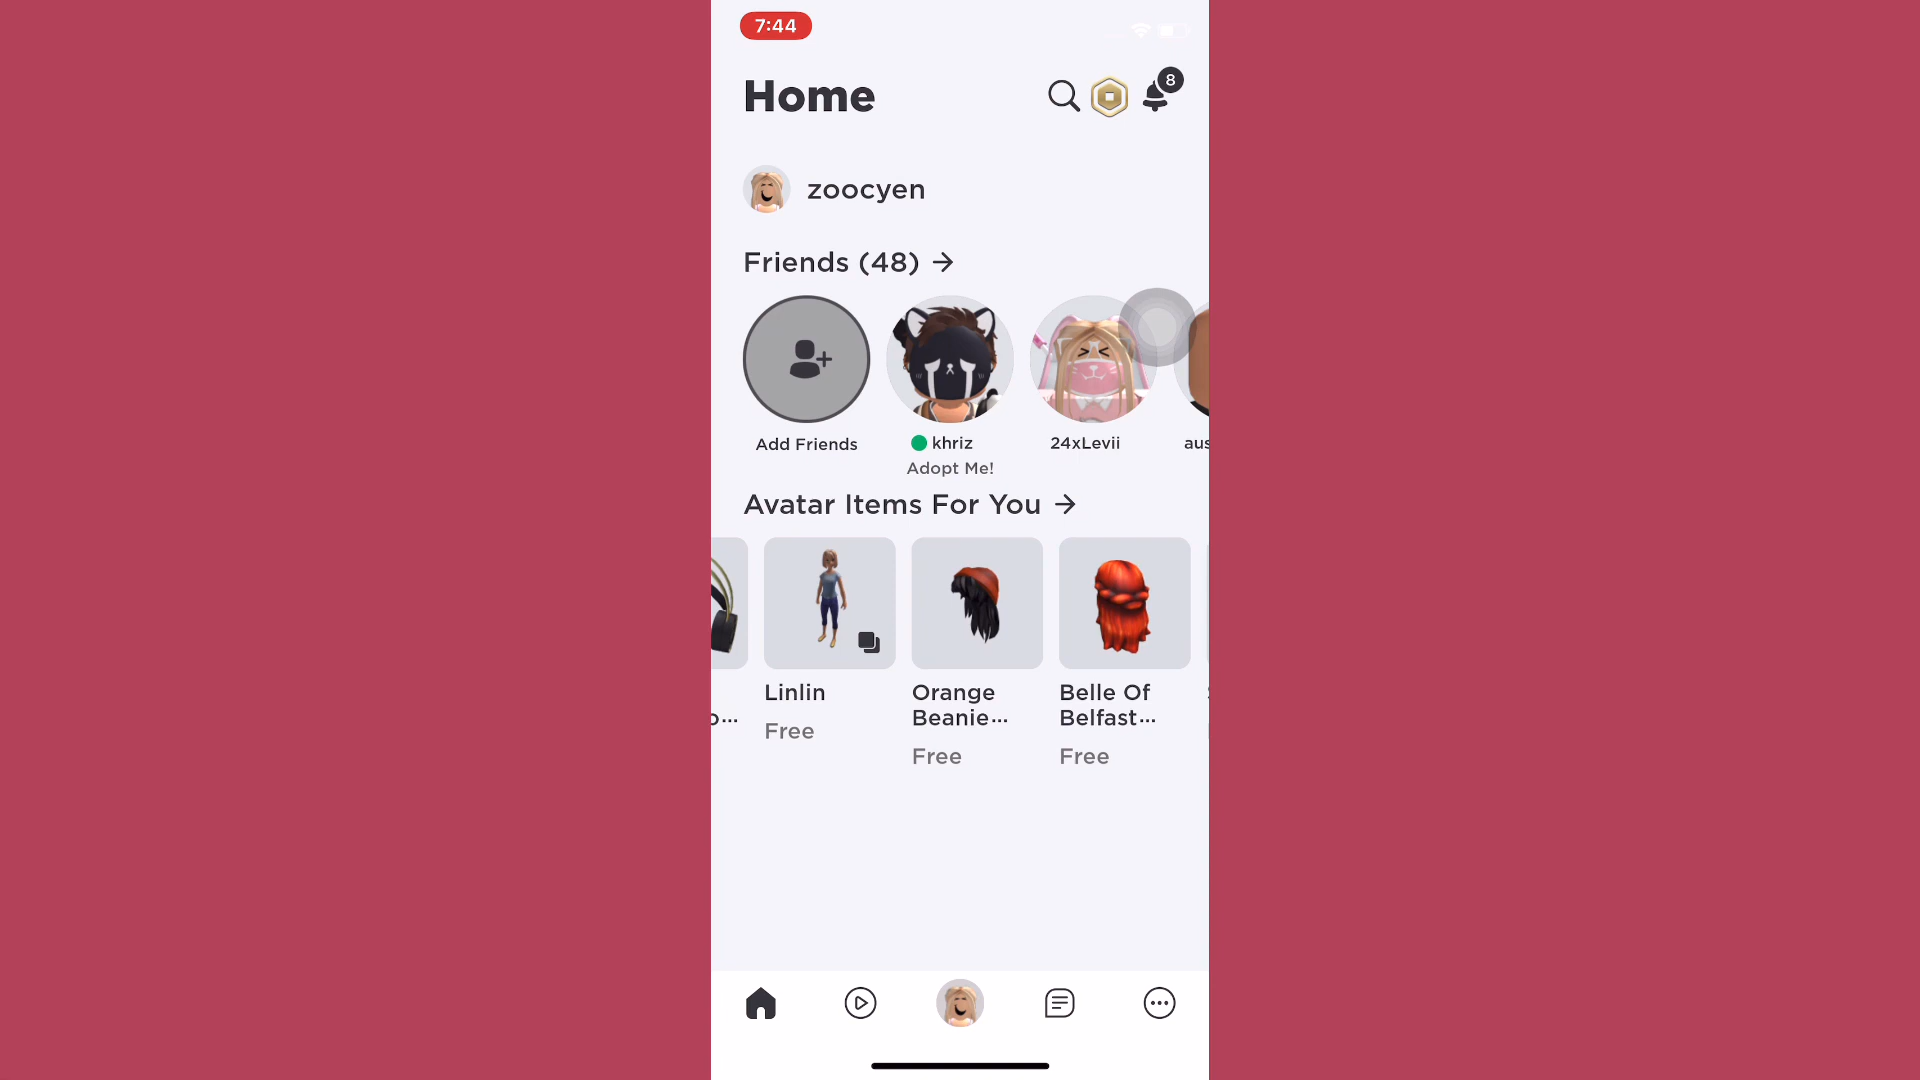 7:44
Home
8
zoocyen
Friends (48)
Add Friends
khriz
24xLevii
aus
Adopt Me!
Avatar Items For You
Linlin
Free
Orange
Beanie...
Free
Belle Of
Belfast...
Free